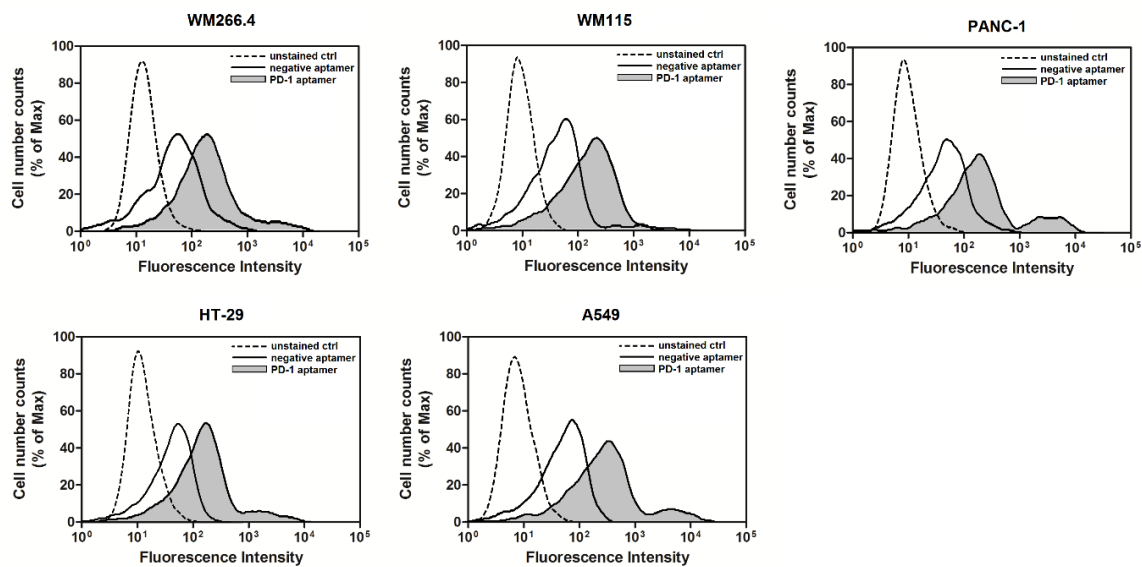 WM266.4
Cell number counts
(% of Max)
100
80
60
40
20
0
unstained ctrl
negative aptamer
PD-1 aptamer
10⁰ 10¹ 10² 10³ 10⁴ 10⁵
Fluorescence Intensity
WM115
Cell number counts
(% of Max)
100
80
60
40
20
0
unstained ctrl
negative aptamer
PD-1 aptamer
10⁰ 10¹ 10² 10³ 10⁴ 10⁵
Fluorescence Intensity
PANC-1
Cell number counts
(% of Max)
100
80
60
40
20
0
unstained ctrl
negative aptamer
PD-1 aptamer
10⁰ 10¹ 10² 10³ 10⁴ 10⁵
Fluorescence Intensity
HT-29
Cell number counts
(% of Max)
100
80
60
40
20
0
unstained ctrl
negative aptamer
PD-1 aptamer
10⁰ 10¹ 10² 10³ 10⁴ 10⁵
Fluorescence Intensity
A549
Cell number counts
(% of Max)
100
80
60
40
20
0
unstained ctrl
negative aptamer
PD-1 aptamer
10⁰ 10¹ 10² 10³ 10⁴ 10⁵
Fluorescence Intensity